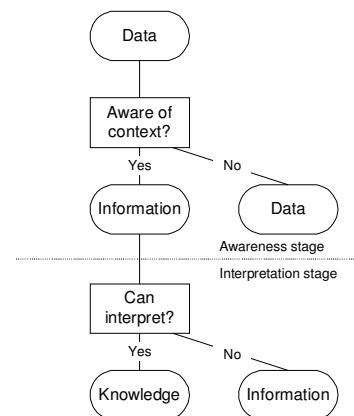 Data
Aware of
context?
Yes
No
Information
Data
Awareness stage
Interpretation stage
Can
interpret?
Yes
No
Knowledge
Information